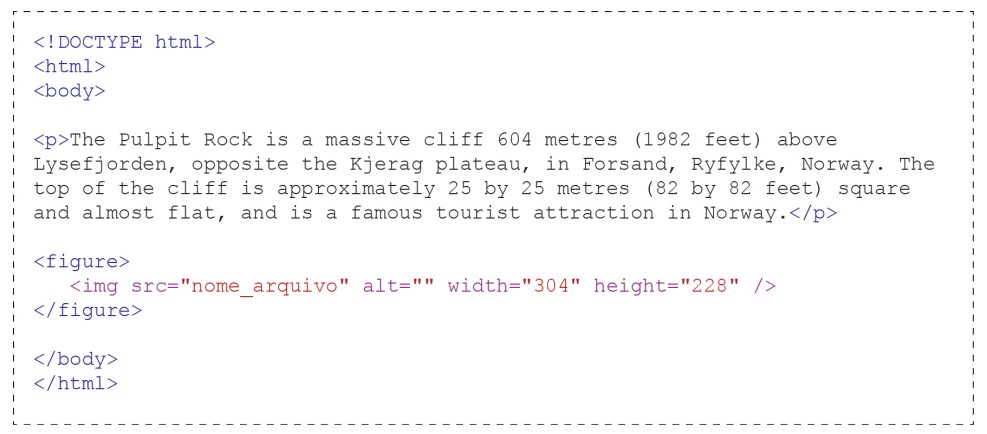 <!DOCTYPE html>
<html>
<body>
<p>The Pulpit Rock is a massive cliff 604 metres (1982 feet) above
Lysefjorden, opposite the Kjerag plateau, in Forsand, Ryfylke, Norway. The
top of the cliff is approximately 25 by 25 metres (82 by 82 feet) square
and almost flat, and is a famous tourist attraction in Norway.</p>
<figure>
<img src="nome_arquivo" alt="" width="304" height="228" />
</figure>
</body>
</html>